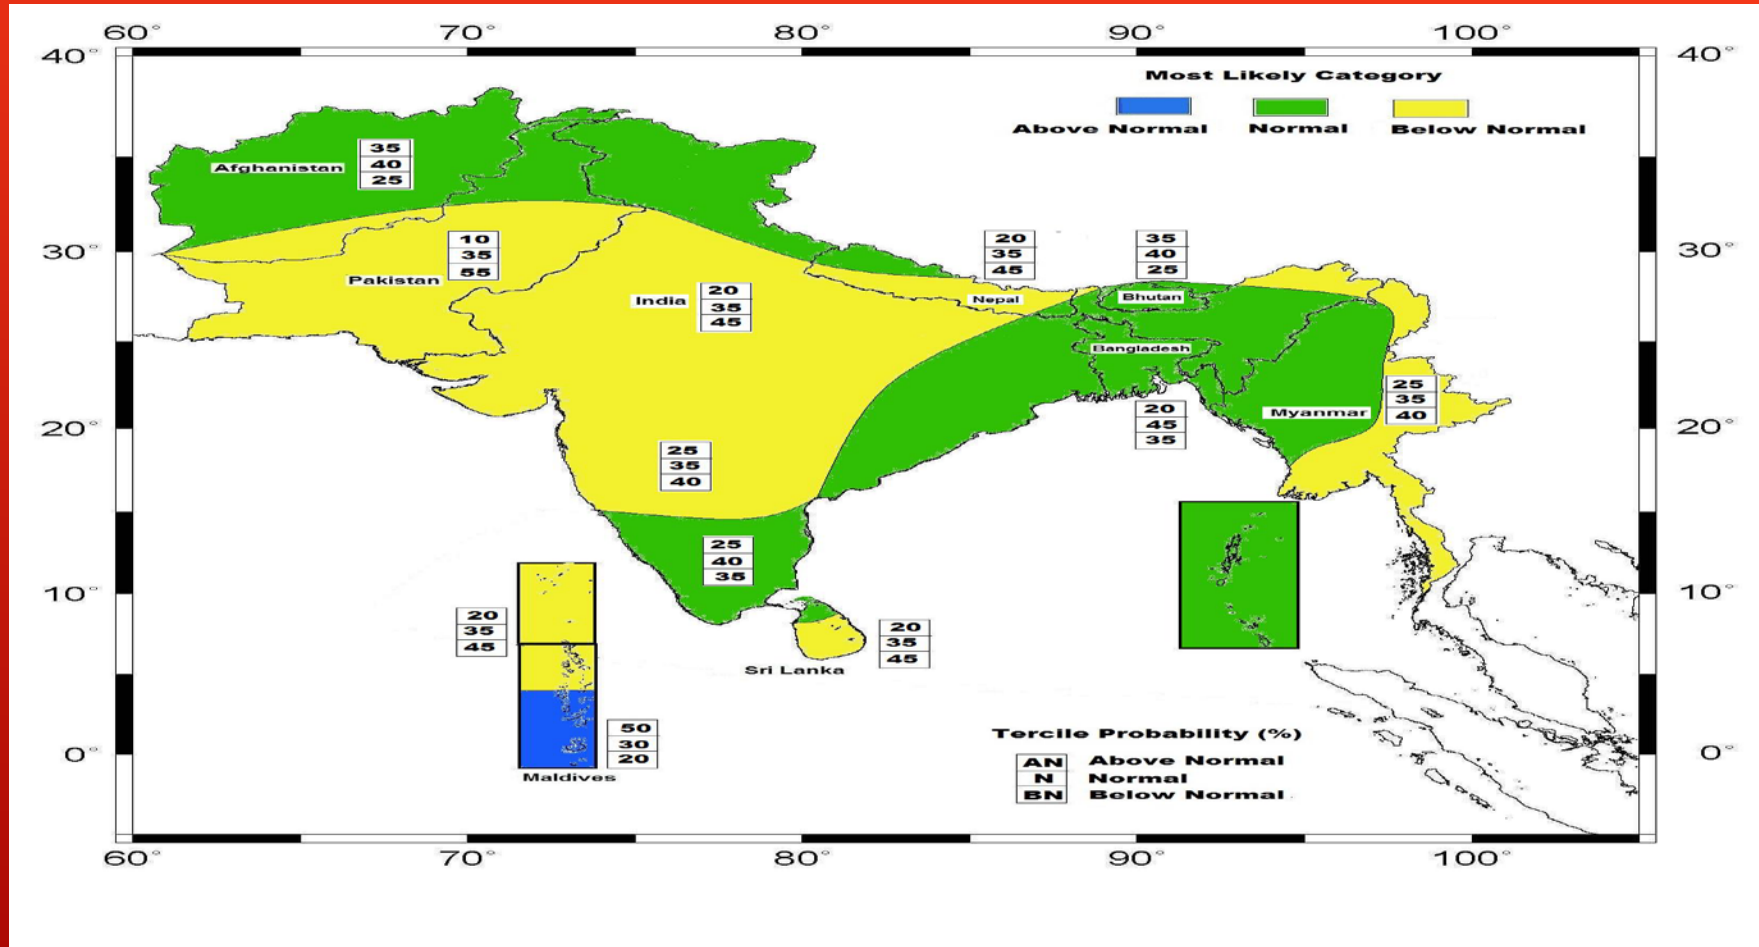 60° 70° 80° 90° 100°
40° 40°
Most Likely Category
Above Normal Normal Below Normal
35
40
25
Afghanistan
10
35
55
Pakistan
20
35
45
India
20
35
45
Nepal
35
40
25
Bhutan
30° 30°
Bangladesh
25
35
40
Myanmar
20
45
35
20° 20°
25
35
40
25
40
35
10° 10°
20
35
45
20
35
45
Sri Lanka
50
30
20
Maldives
0° 0°
Tercile Probability (%)
AN Above Normal
N Normal
BN Below Normal
60° 70° 80° 90° 100°